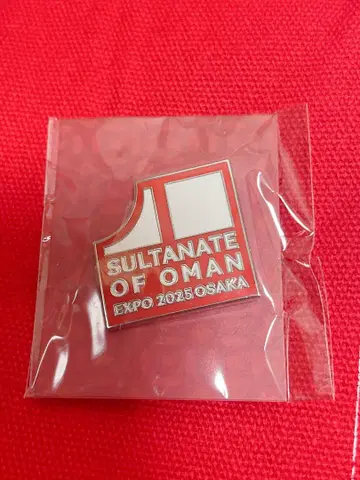 SULTANATE
OF OMAN
EXPO 2025 OSAKA